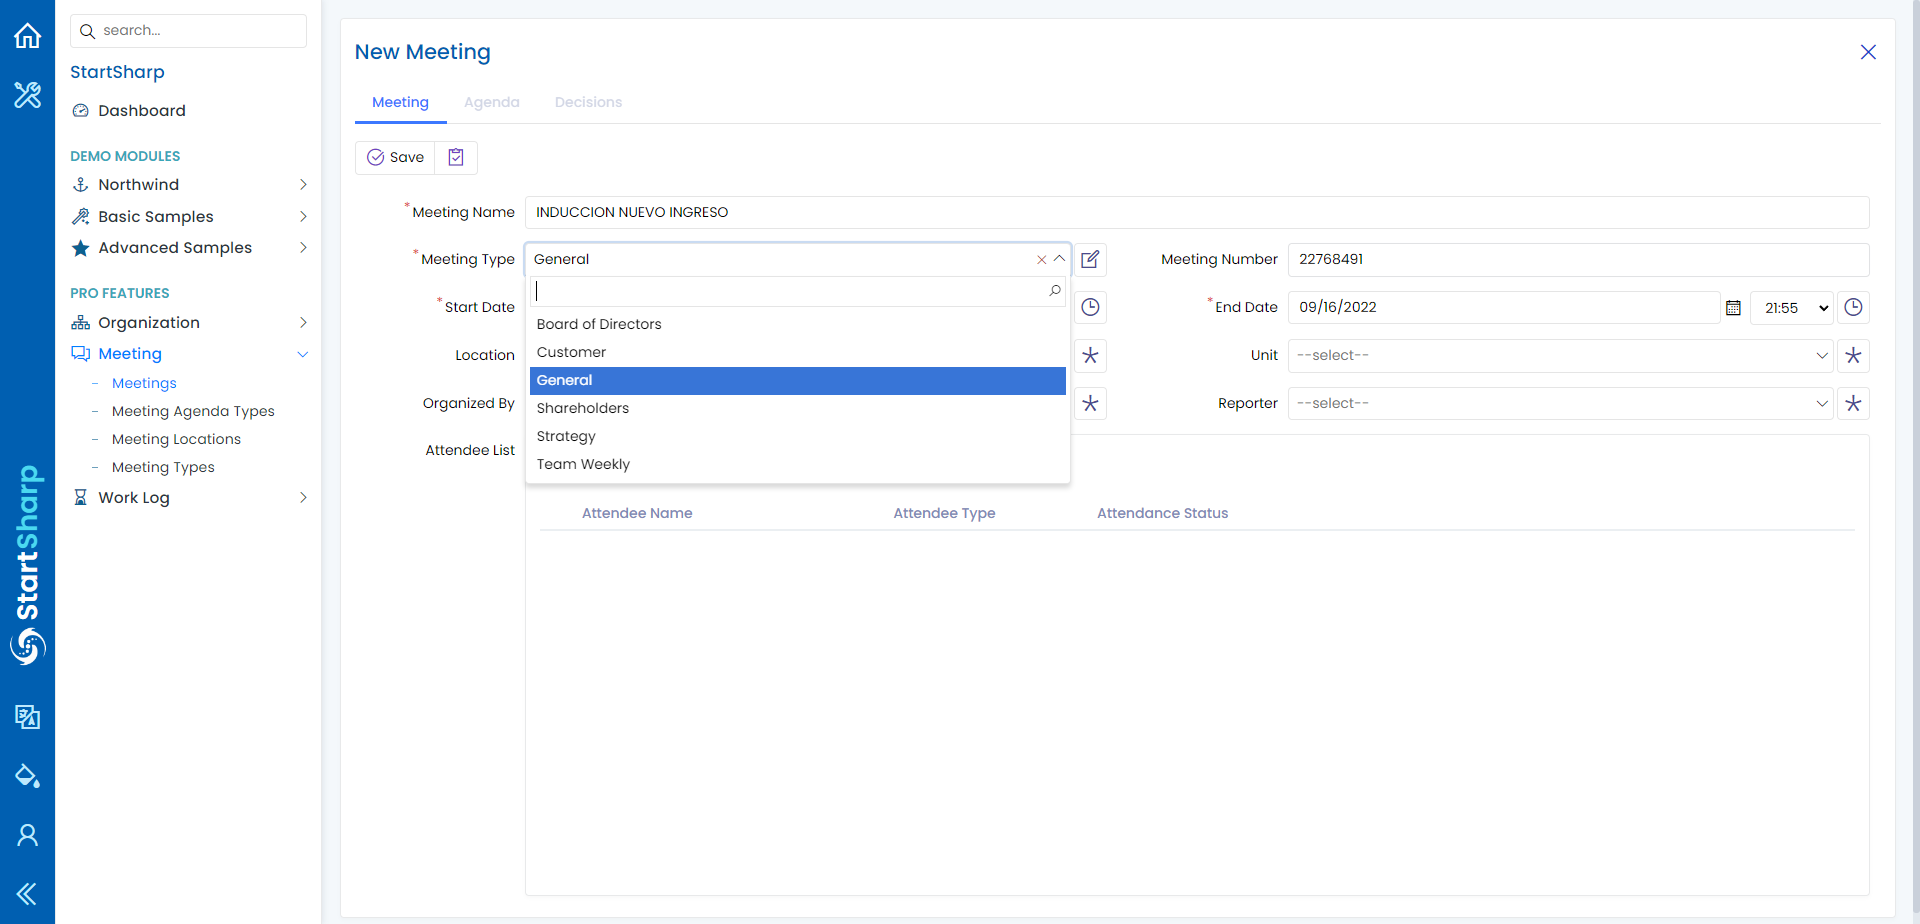 search...
StartSharp
Dashboard
DEMO MODULES
Northwind
Basic Samples
Advanced Samples
PRO FEATURES
Organization
Meeting
Meetings
Meeting Agenda Types
Meeting Locations
Meeting Types
Work Log
StartSharp
New Meeting
Meeting Agenda Decisions
Save
*Meeting Name INDUCCION NUEVO INGRESO
*Meeting Type General Meeting Number 22768491
*Start Date *End Date 09/16/2022 21:55
Location Unit --select--
Organized By Reporter --select--
Attendee List
Board of Directors
Customer
General
Shareholders
Strategy
Team Weekly
Attendee Name Attendee Type Attendance Status